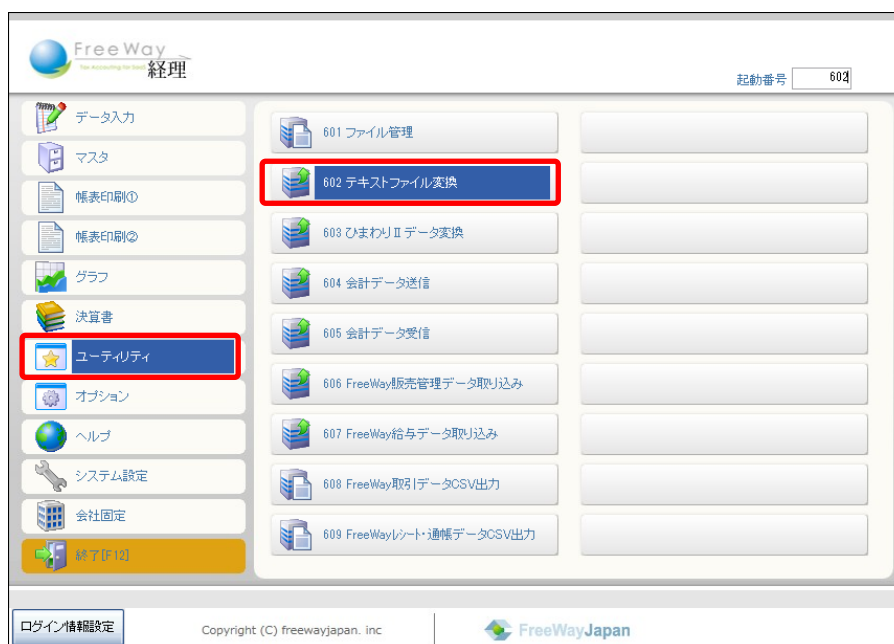 FreeWay
Tax Accounting for SaaS 経理
起動番号 602
データ入力
マスタ
帳表印刷①
帳表印刷②
グラフ
決算書
ユーティリティ
オプション
ヘルプ
システム設定
会社固定
終了[F12]
601 ファイル管理
602 テキストファイル変換
603 ひまわりⅡデータ変換
604 会計データ送信
605 会計データ受信
606 FreeWay販売管理データ取り込み
607 FreeWay給与データ取り込み
608 FreeWay取引データCSV出力
609 FreeWayレシート・通帳データCSV出力
ログイン情報設定
Copyright (C) freewayjapan. inc
FreeWayJapan